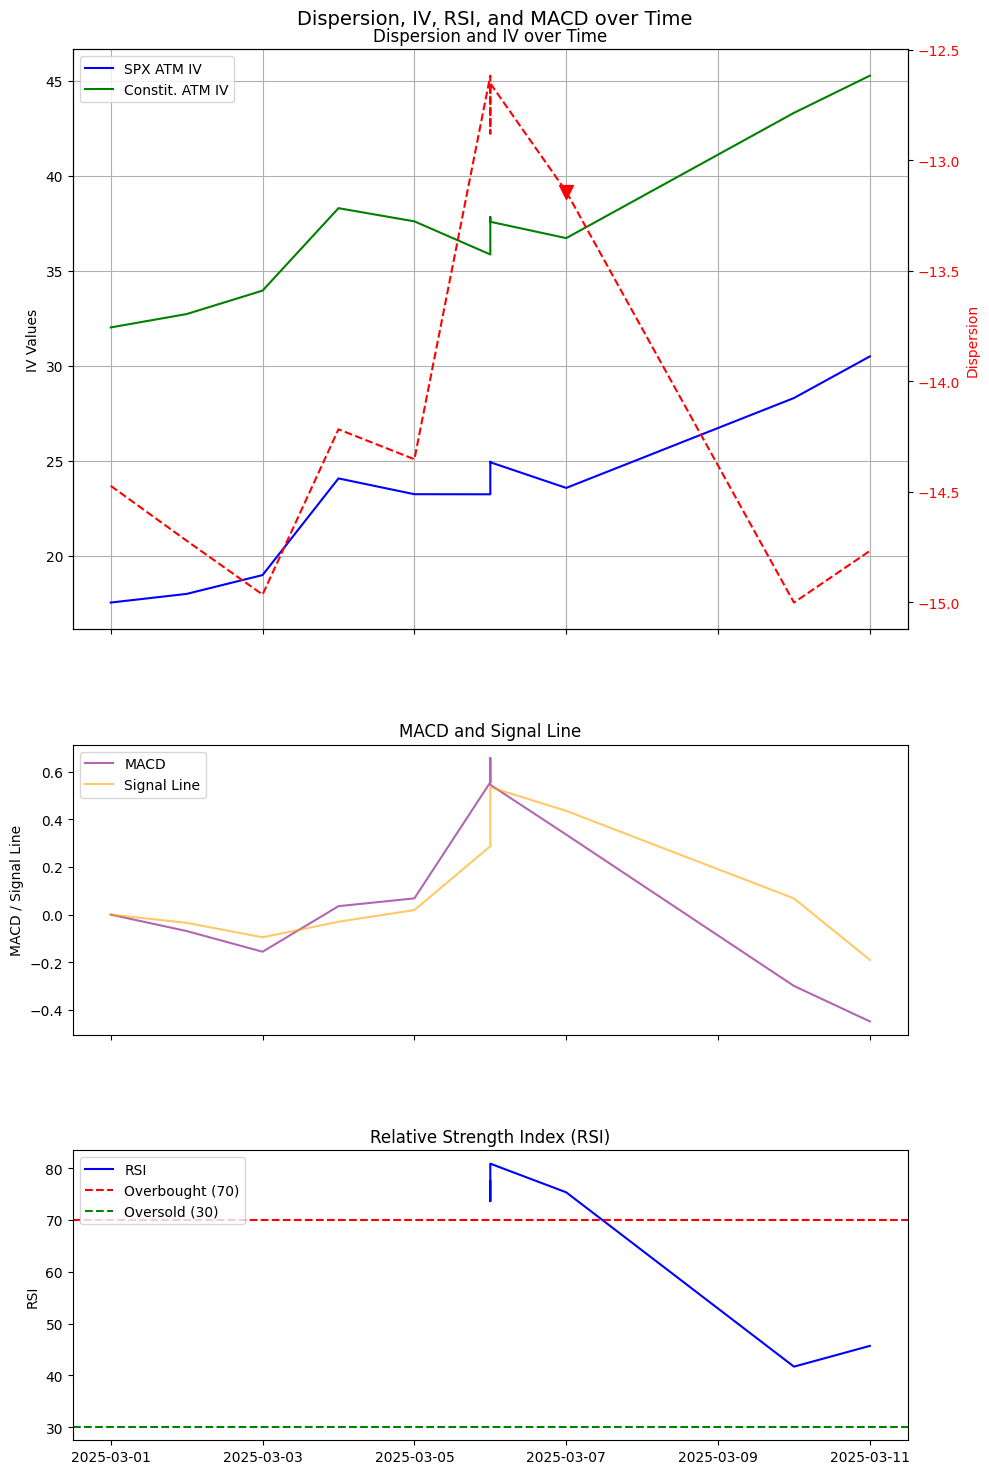 Dispersion, IV, RSI, and MACD over Time
Dispersion and IV over Time
SPX ATM IV
Constit. ATM IV
45
40
35
30
25
20
IV Values
−12.5
−13.0
−13.5
−14.0
−14.5
−15.0
Dispersion
MACD and Signal Line
MACD
Signal Line
0.6
0.4
0.2
0.0
−0.2
−0.4
MACD / Signal Line
Relative Strength Index (RSI)
RSI
Overbought (70)
Oversold (30)
80
70
60
50
40
30
RSI
2025-03-01 2025-03-03 2025-03-05 2025-03-07 2025-03-09 2025-03-11